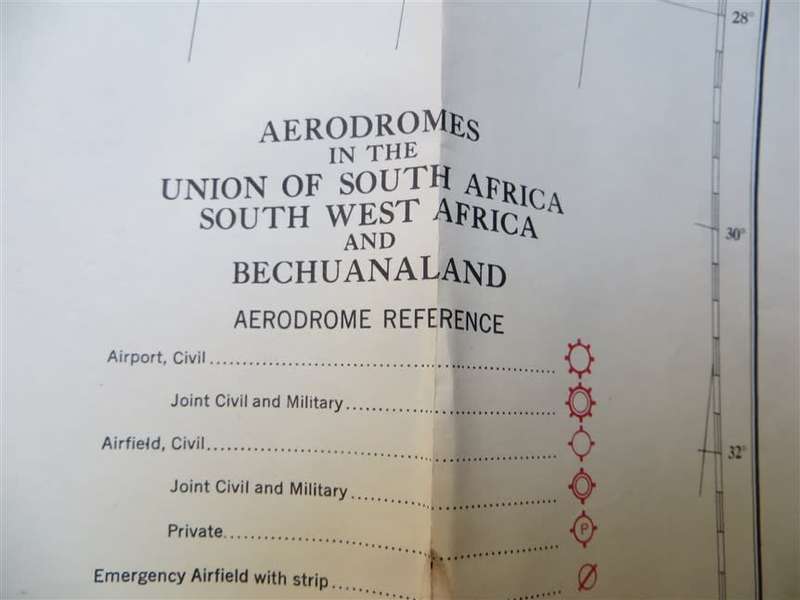 28°
AERODROMES
IN THE
UNION OF SOUTH AFRICA
SOUTH WEST AFRICA
30°
AND
BECHUANALAND
AERODROME REFERENCE
Airport, Civil
Joint Civil and Military
Airfield, Civil
32°
Joint Civil and Military
Private P
Emergency Airfield with strip